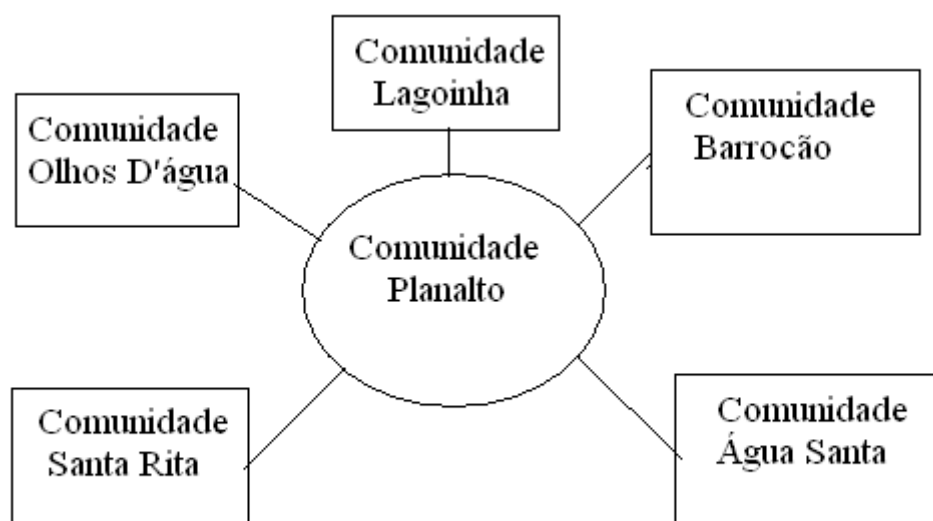 Comunidade
Lagoinha
Comunidade
Olhos D'água
Comunidade
Barrocão
Comunidade
Planalto
Comunidade
Santa Rita
Comunidade
Água Santa